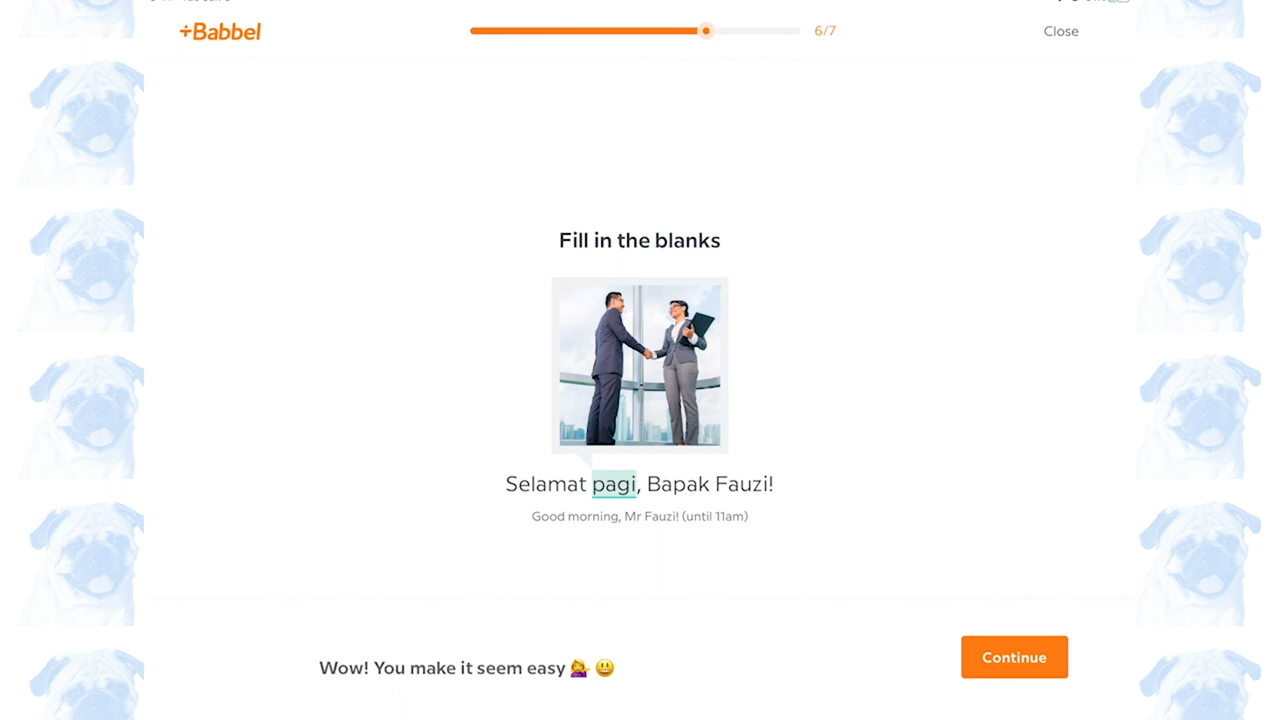 +Babbel
6/7
Close
Fill in the blanks
Selamat pagi, Bapak Fauzi!
Good morning, Mr Fauzi! (until 11am)
Wow! You make it seem easy 💁‍♀️ 😃
Continue